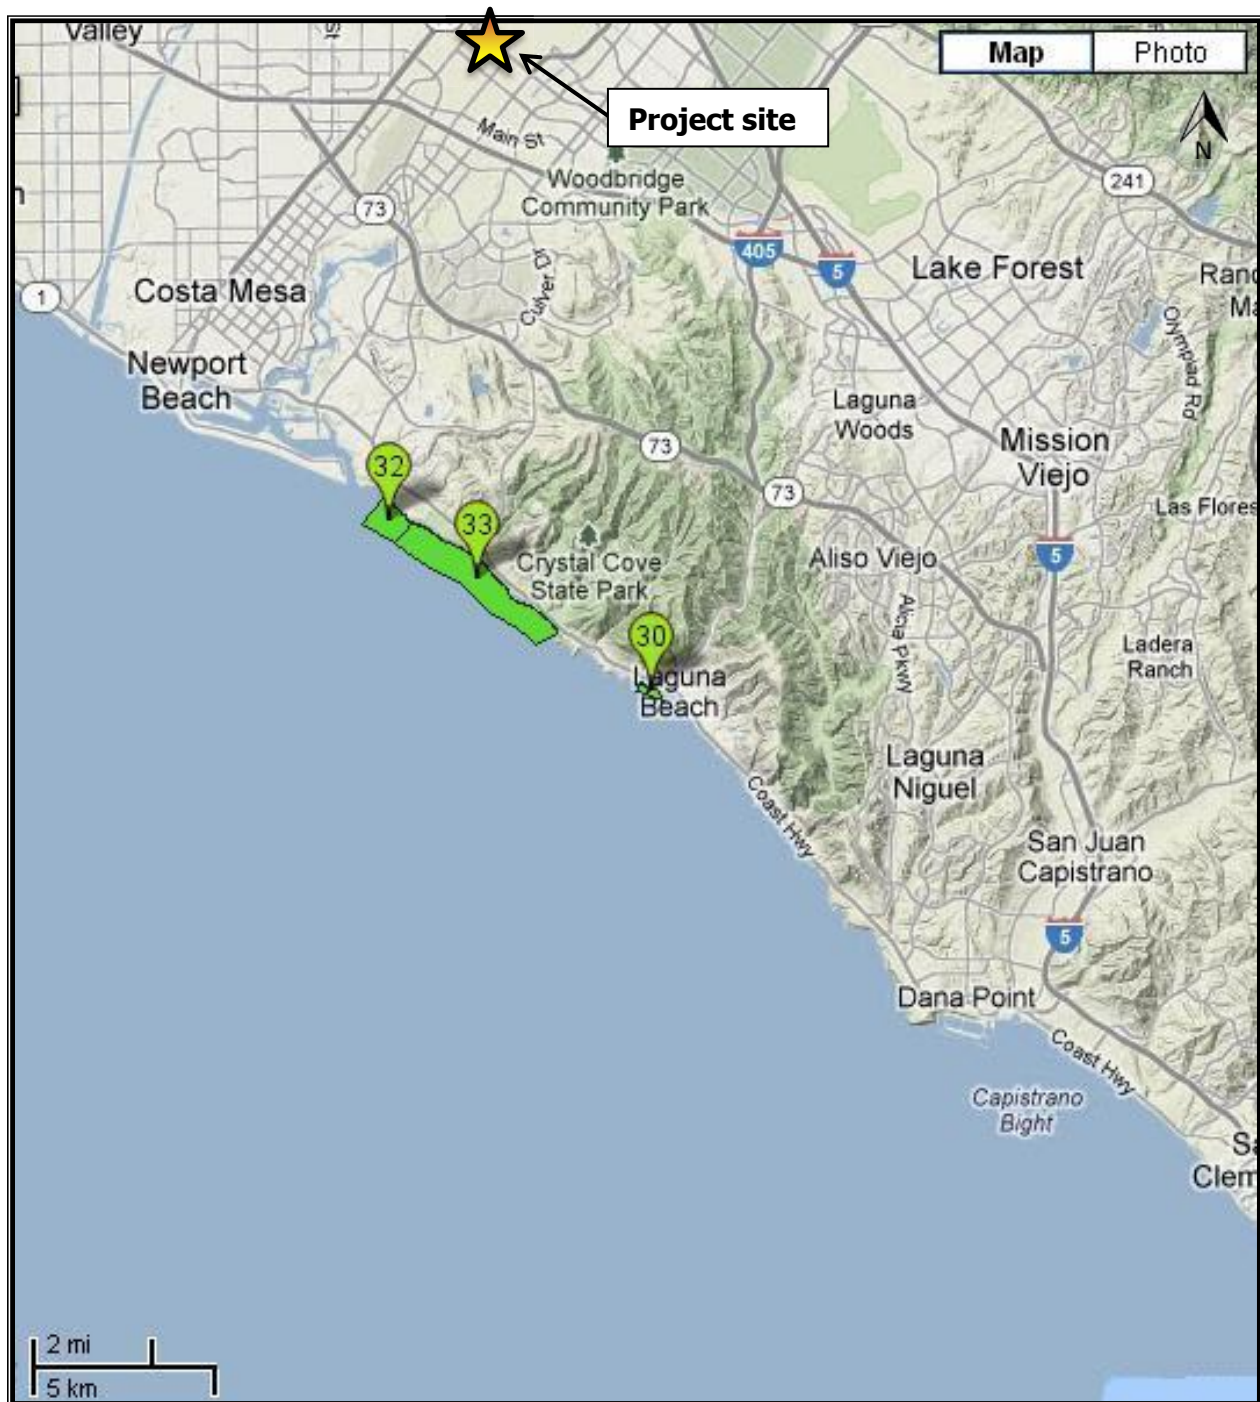 Valley
Map
Photo
Project site
N
Main St
Woodbridge
Community Park
241
73
405
5
Lake Forest
Culver Dr
1
Costa Mesa
Olympiad Rd
Newport
Beach
Laguna
Woods
Mission
Viejo
73
32
73
Las Flores
33
Crystal Cove
State Park
Aliso Viejo
5
Alicia Pkwy
30
Laguna
Beach
Ladera
Ranch
Laguna
Niguel
Coast Hwy
San Juan
Capistrano
5
Dana Point
Coast Hwy
Capistrano
Bight
2 mi
5 km